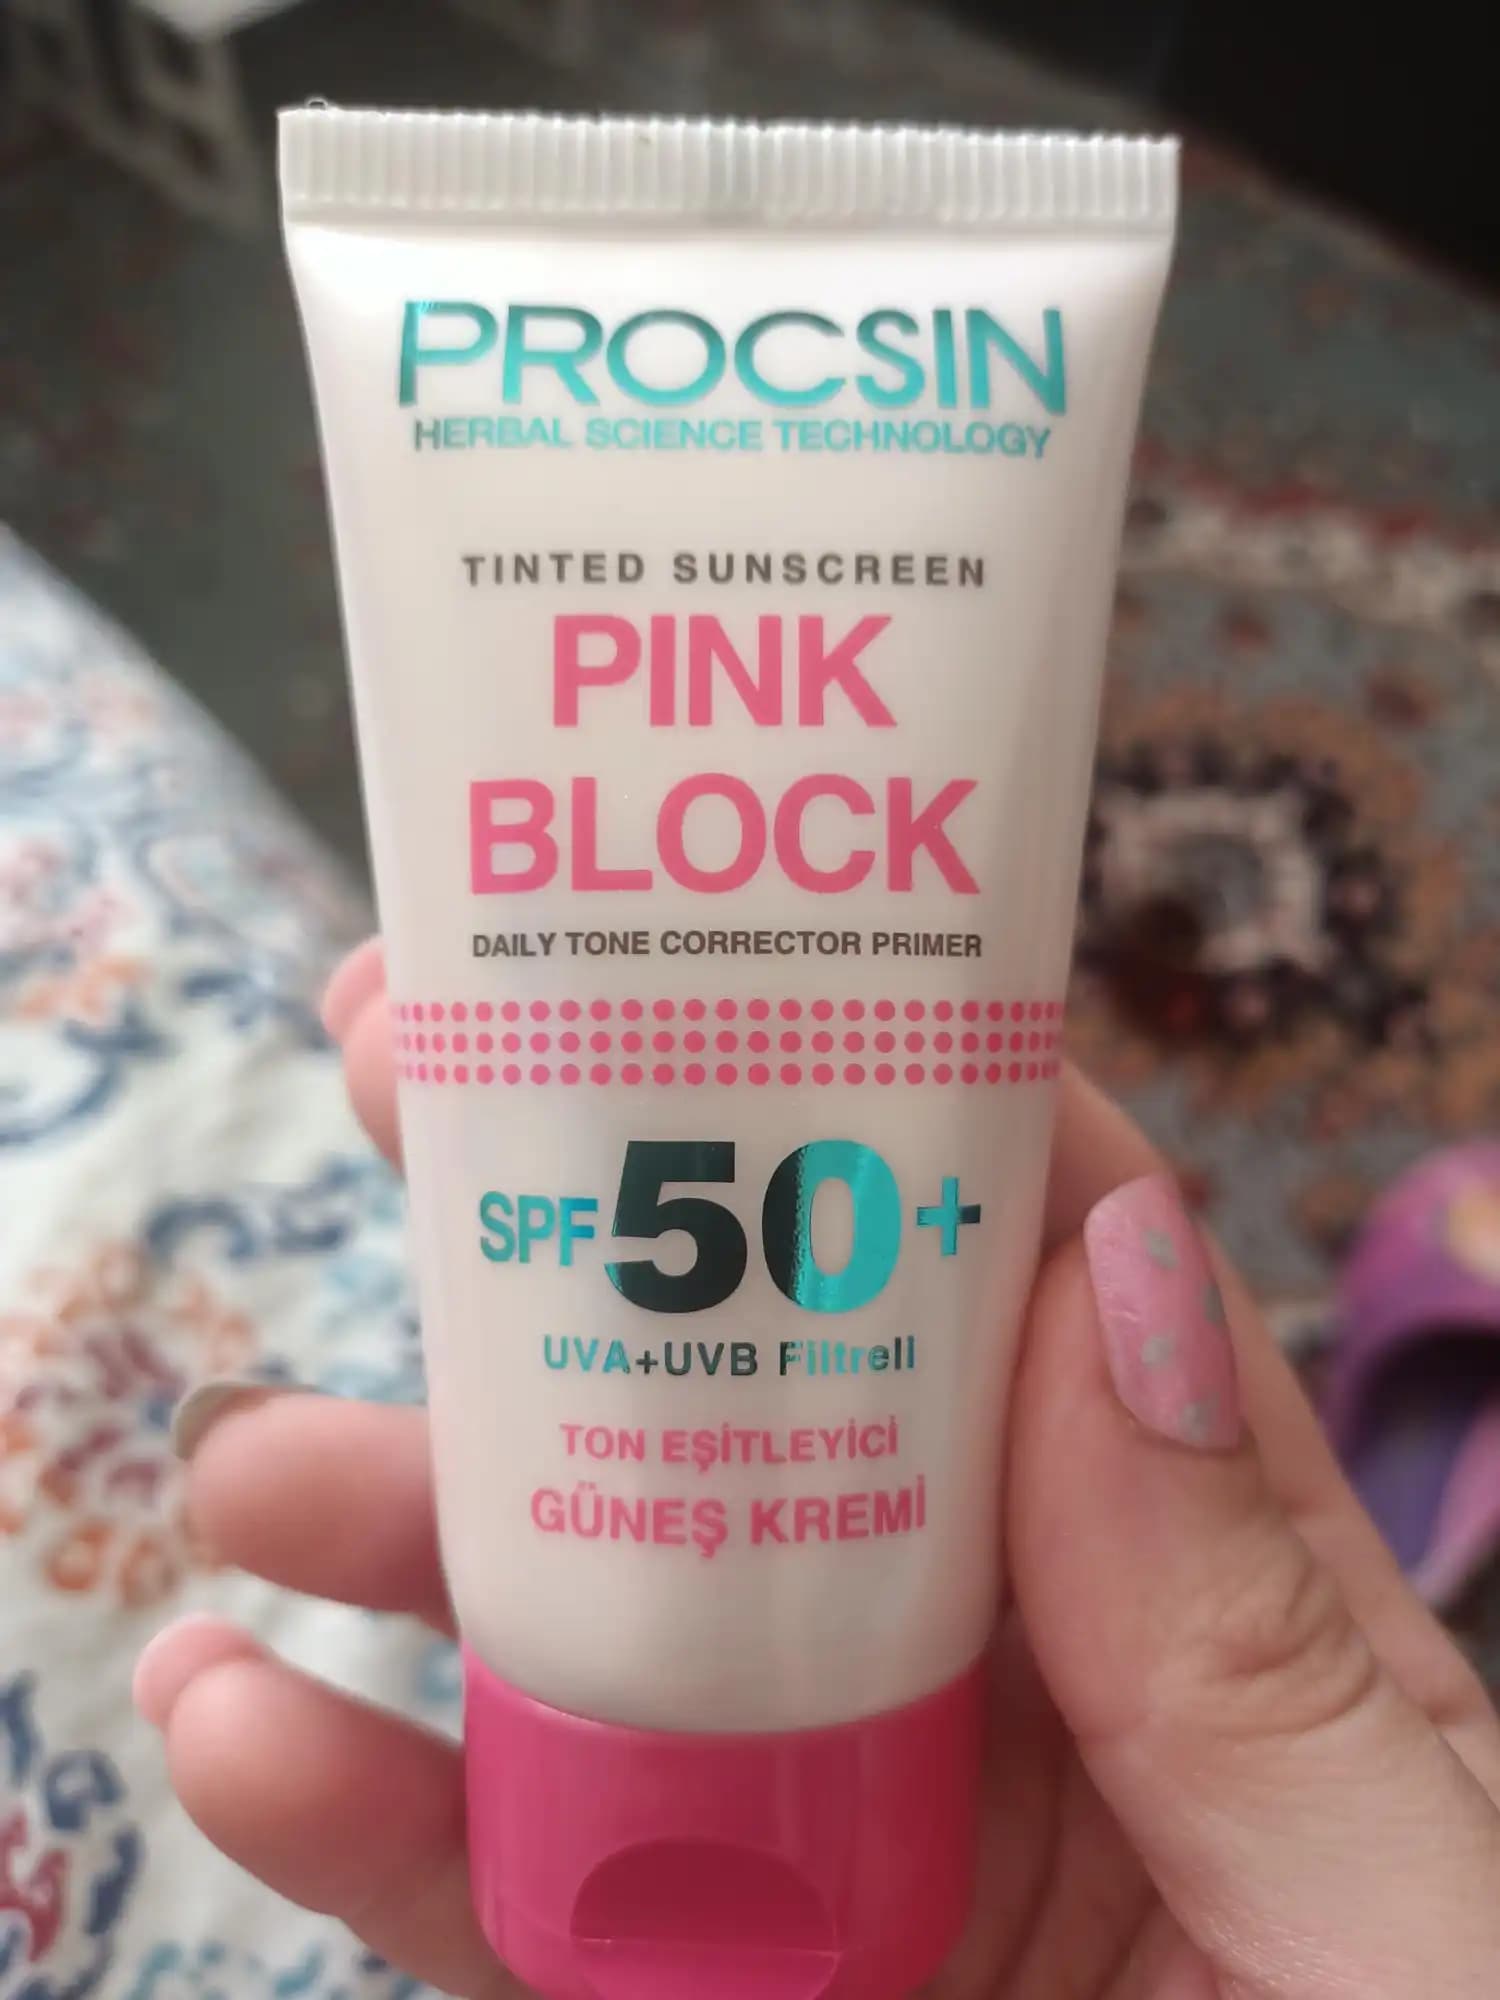 PROCSIN
HERBAL SCIENCE TECHNOLOGY
TINTED SUNSCREEN
PINK
BLOCK
DAILY TONE CORRECTOR PRIMER
SPF 50+
UVA+UVB Filtreli
TON EŞİTLEYİCİ
GÜNEŞ KREMİ